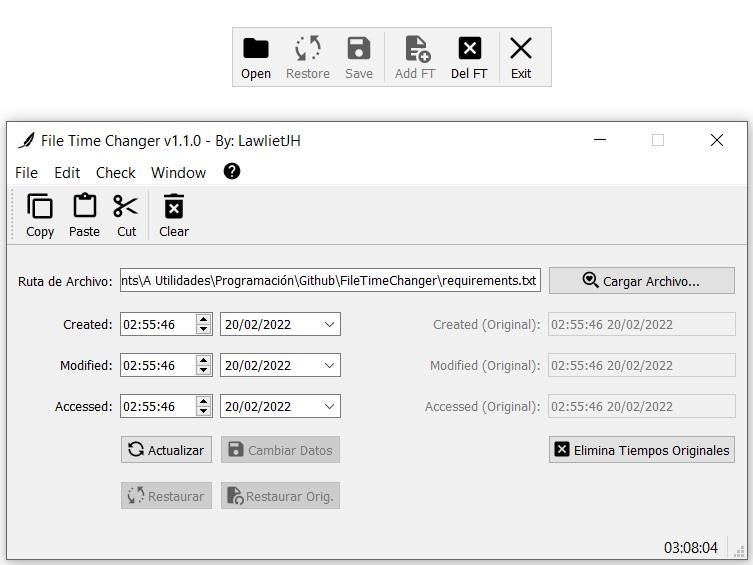 Open Restore Save Add FT Del FT Exit
File Time Changer v1.1.0 - By: LawlietJH
File Edit Check Window ?
Copy Paste Cut Clear
Ruta de Archivo: nts\A Utilidades\Programación\Github\FileTimeChanger\requirements.txt Cargar Archivo...
Created: 02:55:46 20/02/2022 Created (Original): 02:55:46 20/02/2022
Modified: 02:55:46 20/02/2022 Modified (Original): 02:55:46 20/02/2022
Accessed: 02:55:46 20/02/2022 Accessed (Original): 02:55:46 20/02/2022
Actualizar Cambiar Datos Elimina Tiempos Originales
Restaurar Restaurar Orig.
03:08:04